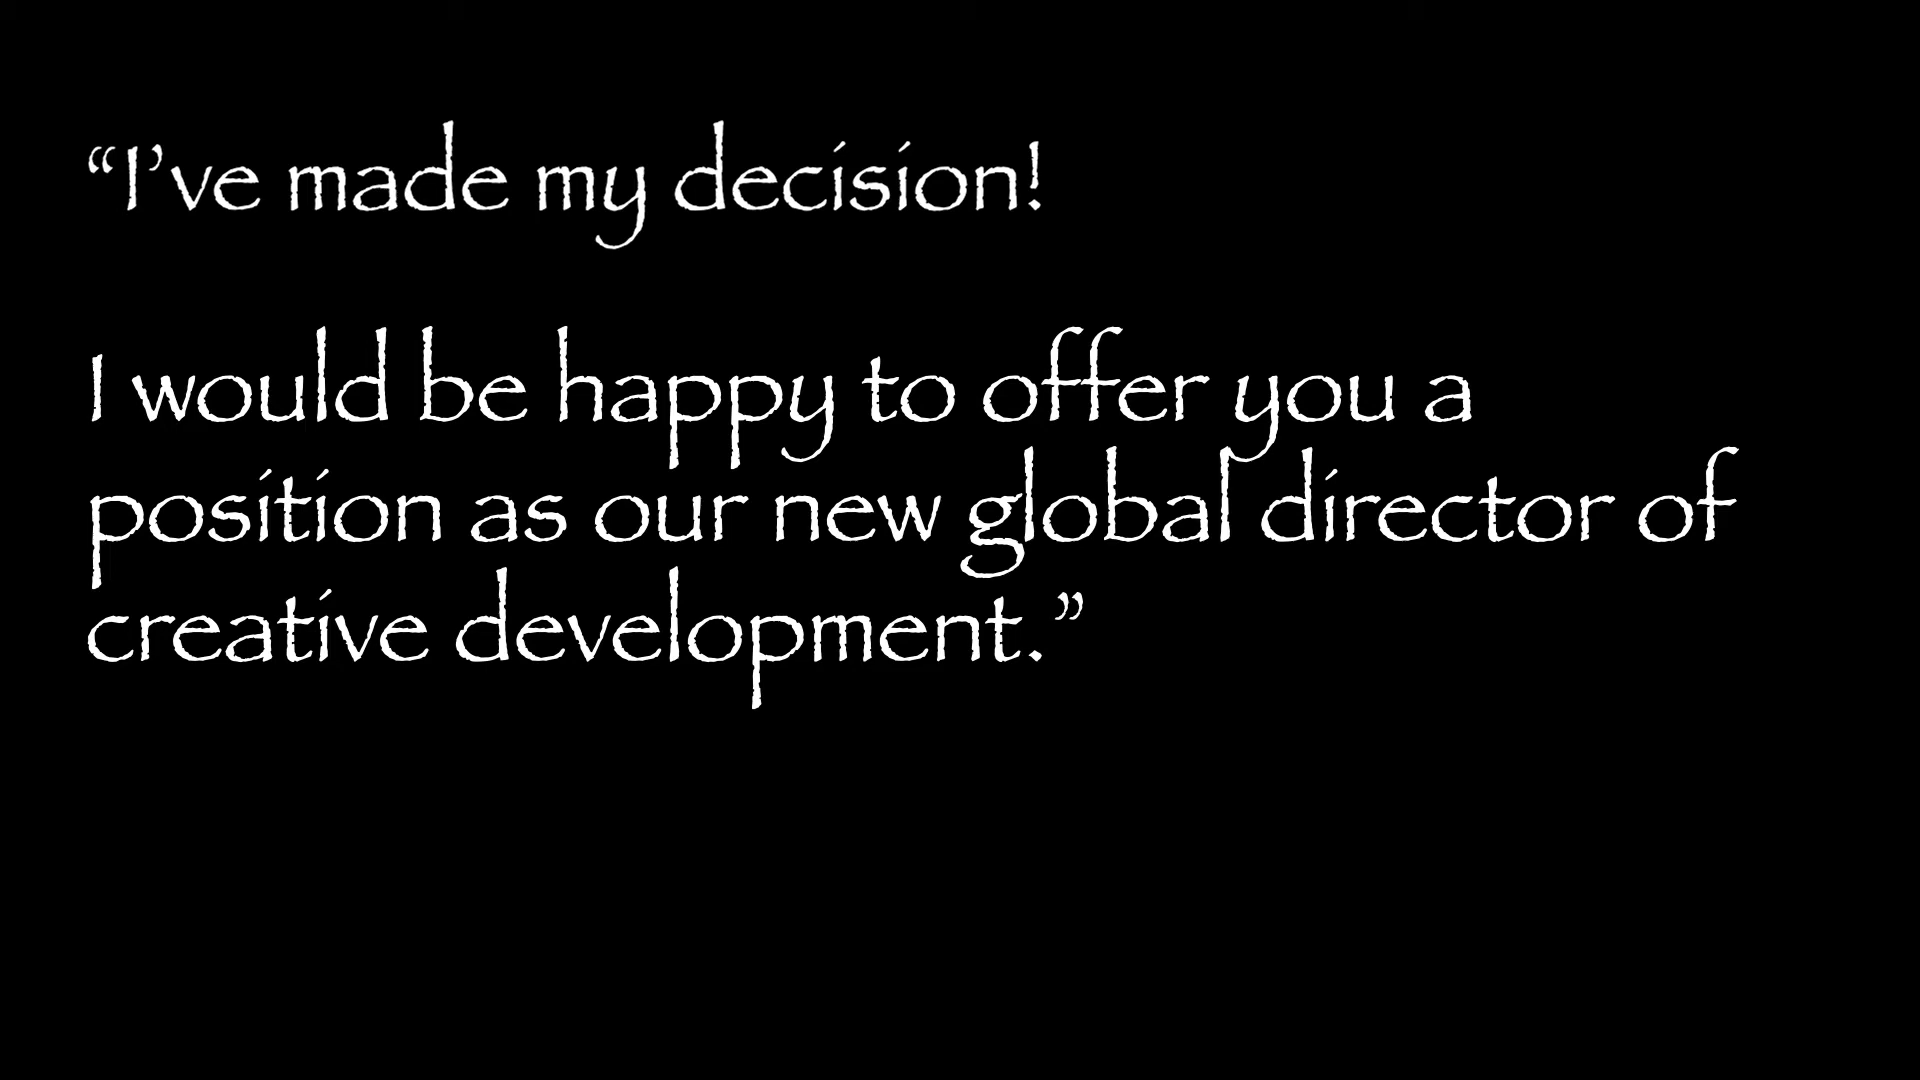 “I’ve made my decision!
I would be happy to offer you a
position as our new global director of
creative development.”